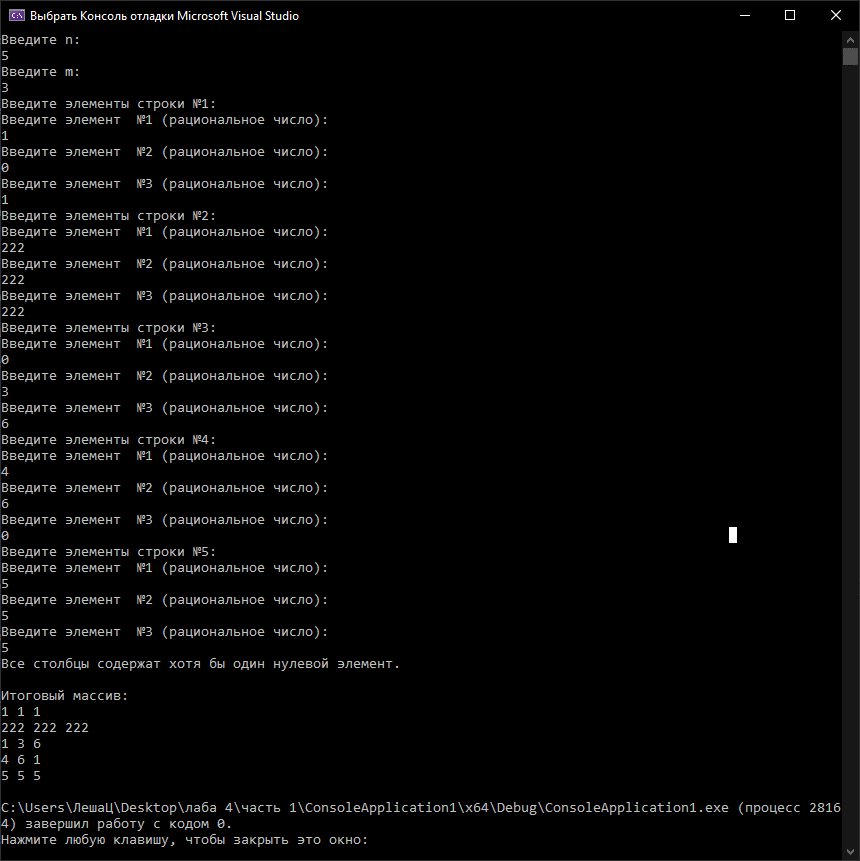 Выбрать Консоль отладки Microsoft Visual Studio
Введите n:
5
Введите m:
3
Введите элементы строки №1:
Введите элемент  №1 (рациональное число):
1
Введите элемент  №2 (рациональное число):
0
Введите элемент  №3 (рациональное число):
1
Введите элементы строки №2:
Введите элемент  №1 (рациональное число):
222
Введите элемент  №2 (рациональное число):
222
Введите элемент  №3 (рациональное число):
222
Введите элементы строки №3:
Введите элемент  №1 (рациональное число):
0
Введите элемент  №2 (рациональное число):
3
Введите элемент  №3 (рациональное число):
6
Введите элементы строки №4:
Введите элемент  №1 (рациональное число):
4
Введите элемент  №2 (рациональное число):
6
Введите элемент  №3 (рациональное число):
0
Введите элементы строки №5:
Введите элемент  №1 (рациональное число):
5
Введите элемент  №2 (рациональное число):
5
Введите элемент  №3 (рациональное число):
5
Все столбцы содержат хотя бы один нулевой элемент.
Итоговый массив:
1 1 1
222 222 222
1 3 6
4 6 1
5 5 5
C:\Users\ЛешаЦ\Desktop\лаба 4\часть 1\ConsoleApplication1\x64\Debug\ConsoleApplication1.exe (процесс 2816
4) завершил работу с кодом 0.
Нажмите любую клавишу, чтобы закрыть это окно: